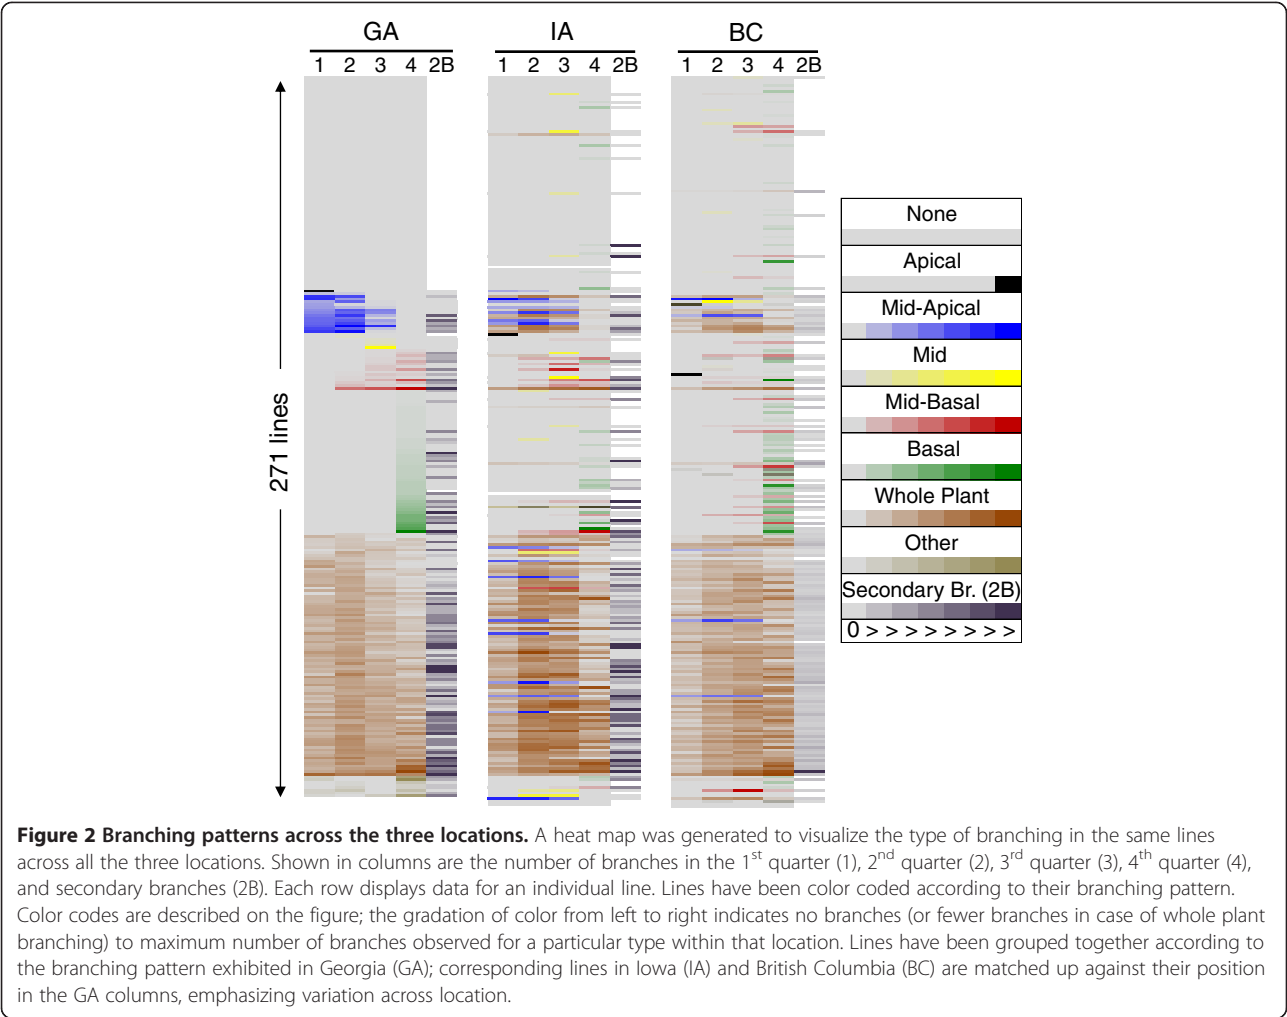 GA IA BC
1 2 3 4 2B 1 2 3 4 2B 1 2 3 4 2B
271 lines
None
Apical
Mid-Apical
Mid
Mid-Basal
Basal
Whole Plant
Other
Secondary Br. (2B)
0 > > > > > > > >
Figure 2 Branching patterns across the three locations. A heat map was generated to visualize the type of branching in the same lines
across all the three locations. Shown in columns are the number of branches in the 1st quarter (1), 2nd quarter (2), 3rd quarter (3), 4th quarter (4),
and secondary branches (2B). Each row displays data for an individual line. Lines have been color coded according to their branching pattern.
Color codes are described on the figure; the gradation of color from left to right indicates no branches (or fewer branches in case of whole plant
branching) to maximum number of branches observed for a particular type within that location. Lines have been grouped together according to
the branching pattern exhibited in Georgia (GA); corresponding lines in Iowa (IA) and British Columbia (BC) are matched up against their position
in the GA columns, emphasizing variation across location.